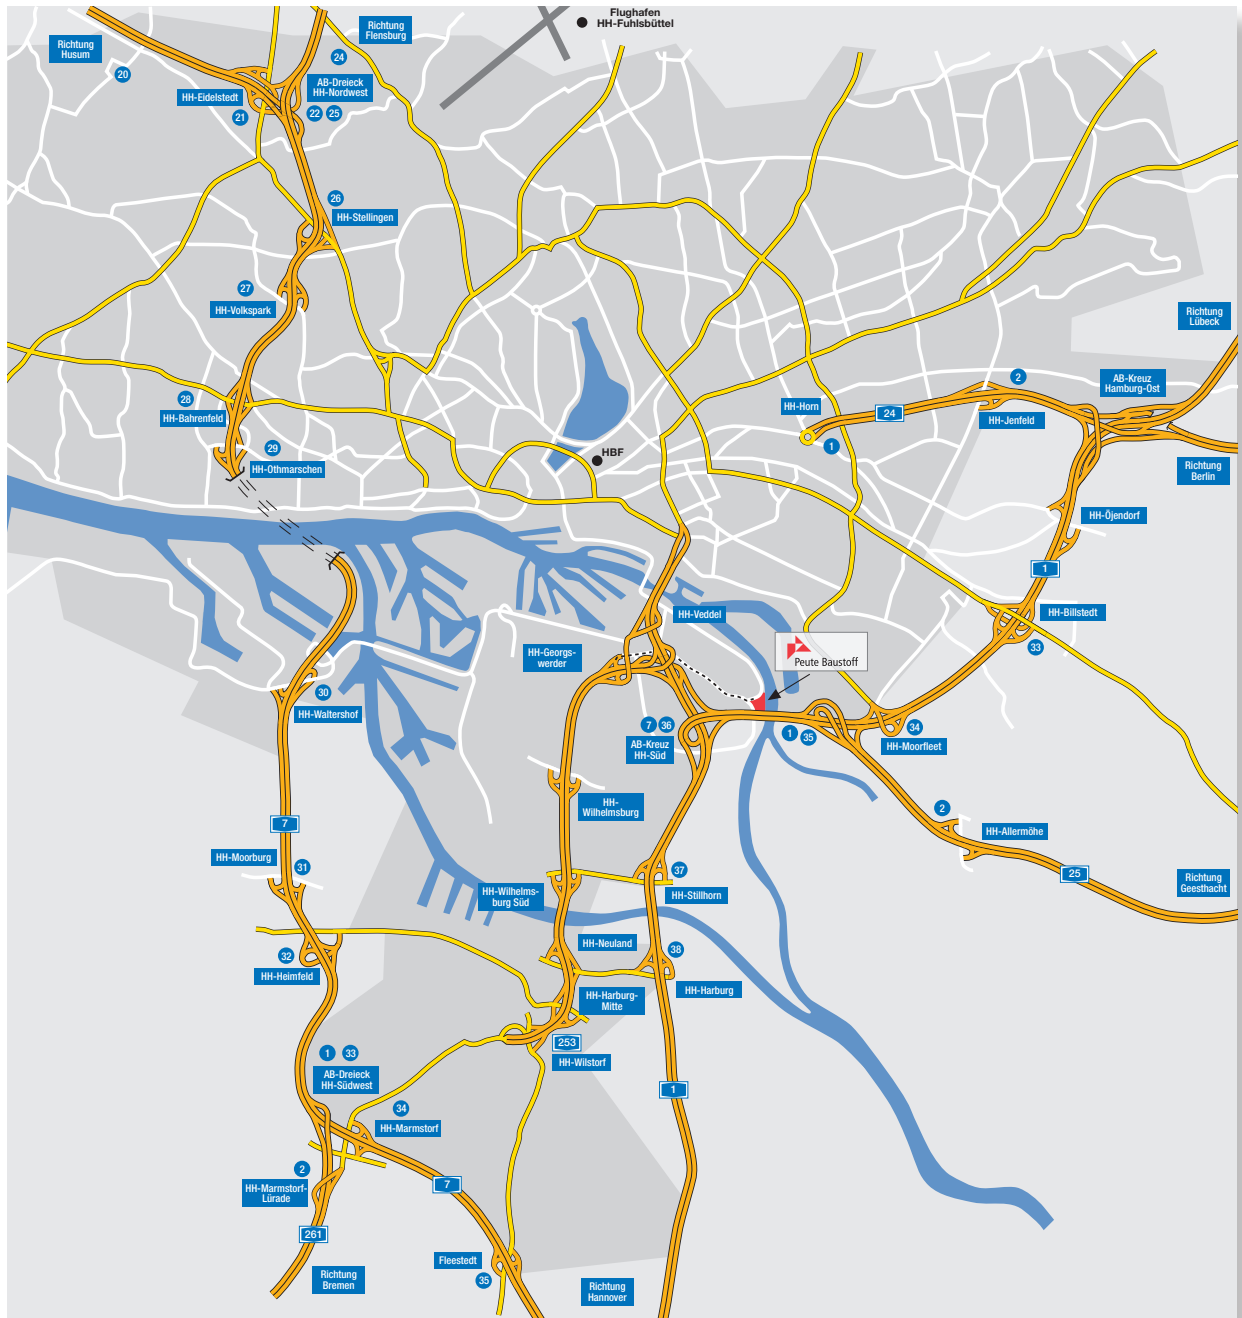 Flughafen
HH-Fuhlsbüttel
Richtung
Flensburg
Richtung
Husum
24
20
AB-Dreieck
HH-Nordwest
HH-Eidelstedt
21
22
25
26
HH-Stellingen
27
HH-Volkspark
Richtung
Lübeck
2
AB-Kreuz
Hamburg-Ost
28
HH-Bahrenfeld
HH-Horn
24
HH-Jenfeld
1
29
HH-Othmarschen
HBF
Richtung
Berlin
HH-Öjendorf
1
HH-Veddel
HH-Billstedt
33
HH-Georgs-
werder
Peute Baustoff
30
HH-Waltershof
7
36
AB-Kreuz
HH-Süd
1
35
34
HH-Moorfleet
HH-
Wilhelmsburg
2
HH-Allermöhe
7
HH-Moorburg
31
37
HH-Stillhorn
25
Richtung
Geesthacht
HH-Wilhelms-
burg Süd
HH-Neuland
38
32
HH-Heimfeld
HH-Harburg
HH-Harburg-
Mitte
253
HH-Wilstorf
1
33
AB-Dreieck
HH-Südwest
1
34
HH-Marmstorf
2
HH-Marmstorf-
Lürade
7
261
Fleestedt
35
Richtung
Bremen
Richtung
Hannover